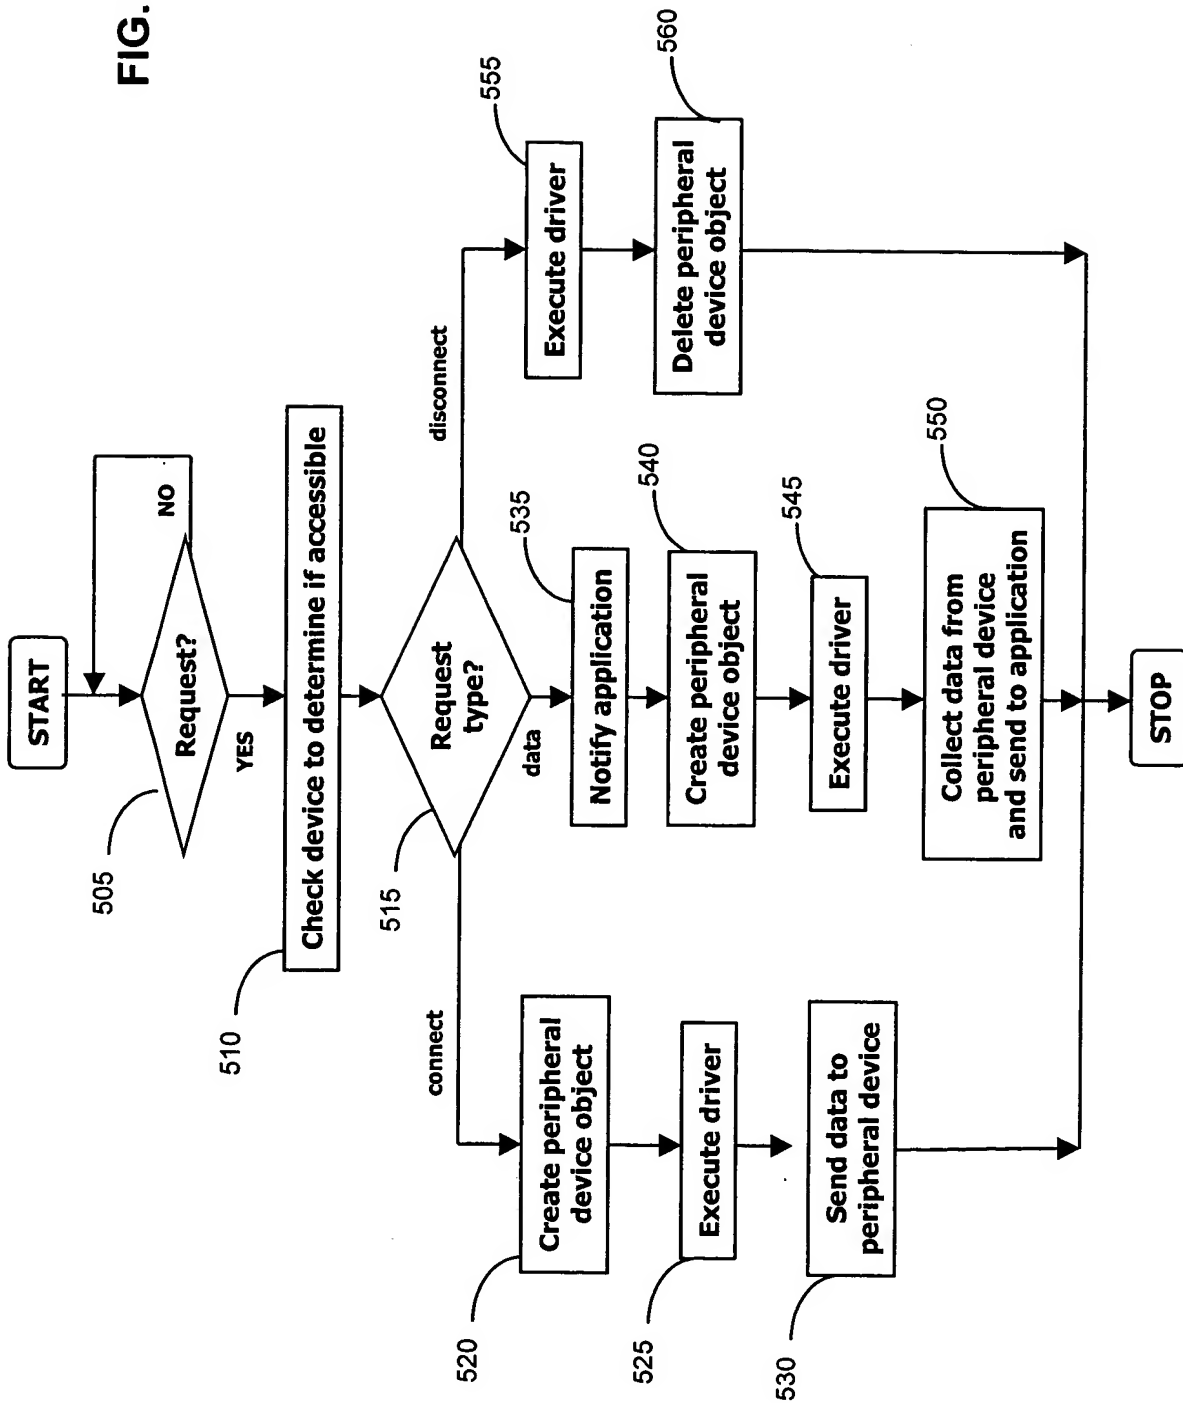 FIG.
START
Request?
NO
YES
505
Check device to determine if accessible
510
Request
type?
515
connect
data
disconnect
Create peripheral
device object
520
Execute driver
525
Send data to
peripheral device
530
Notify application
535
Create peripheral
device object
540
Execute driver
545
Collect data from
peripheral device
and send to application
550
Execute driver
555
Delete peripheral
device object
560
STOP